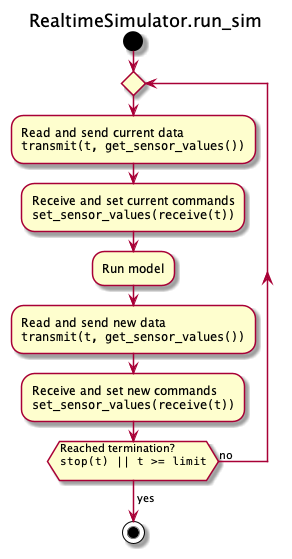 RealtimeSimulator.run_sim
Read and send current data
transmit(t, get_sensor_values())
Receive and set current commands
set_sensor_values(receive(t))
Run model
Read and send new data
transmit(t, get_sensor_values())
Receive and set new commands
set_sensor_values(receive(t))
Reached termination?
stop(t) || t >= limit
no
yes